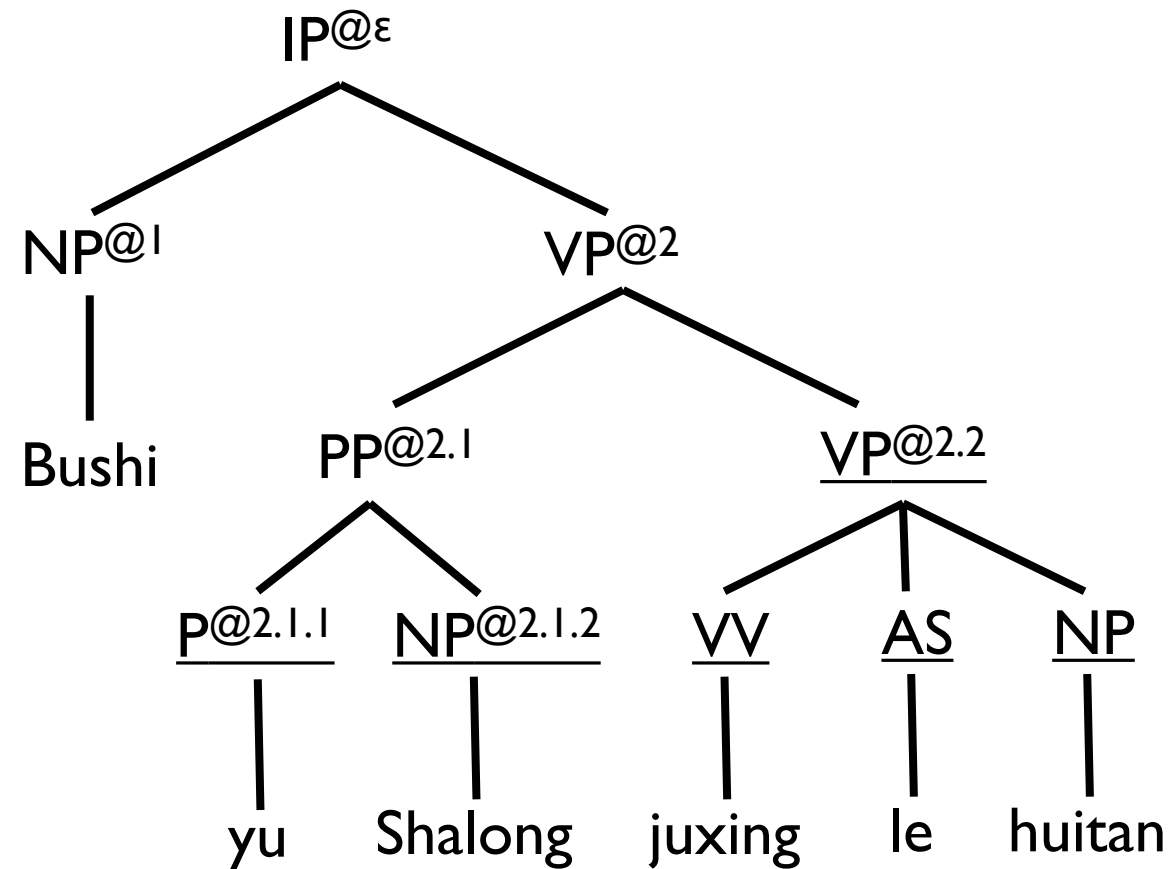 IP@ε
NP@1 VP@2
Bushi PP@2.1 VP@2.2
P@2.1.1 NP@2.1.2 VV AS NP
yu Shalong juxing le huitan